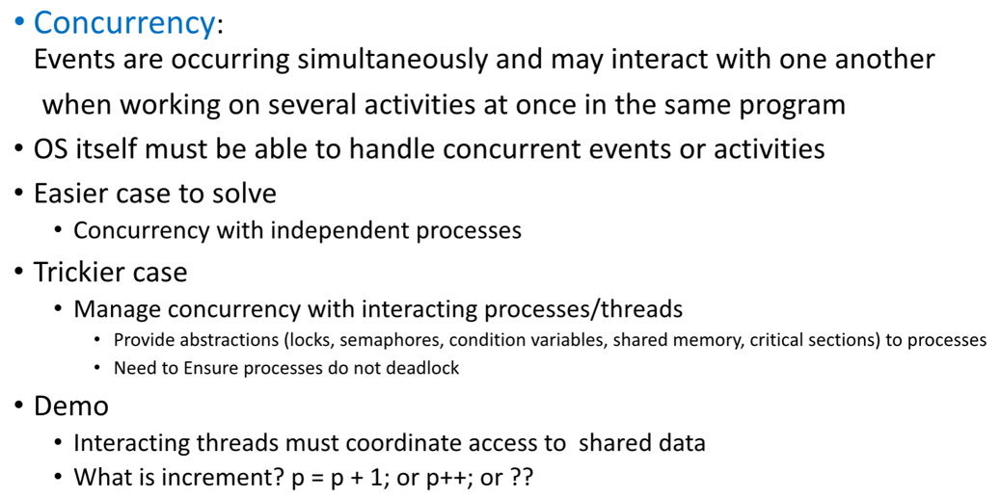 • Concurrency:
Events are occurring simultaneously and may interact with one another
when working on several activities at once in the same program
• OS itself must be able to handle concurrent events or activities
• Easier case to solve
• Concurrency with independent processes
• Trickier case
• Manage concurrency with interacting processes/threads
• Provide abstractions (locks, semaphores, condition variables, shared memory, critical sections) to processes
• Need to Ensure processes do not deadlock
• Demo
• Interacting threads must coordinate access to  shared data
• What is increment? p = p + 1; or p++; or ??